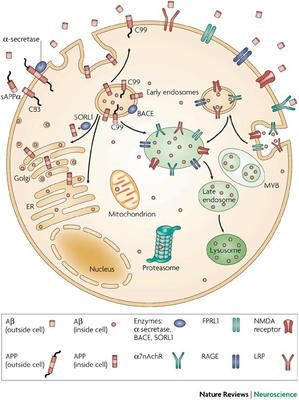 C99
α-secretase
sAPPα
C83
C99
Early endosomes
SORL1
BACE
C99
Golgi
MYB
ER
Late
endosome
Mitochondrion
Lysosome
Proteasome
Nucleus
Aβ
(outside cell)
Aβ
(inside cell)
Enzymes:
α secretase,
BACE, SORL1
FPRL1
NMDA
receptor
APP
(outside cell)
APP
(inside cell)
α7nAchR
RAGE
LRP
Nature Reviews | Neuroscience